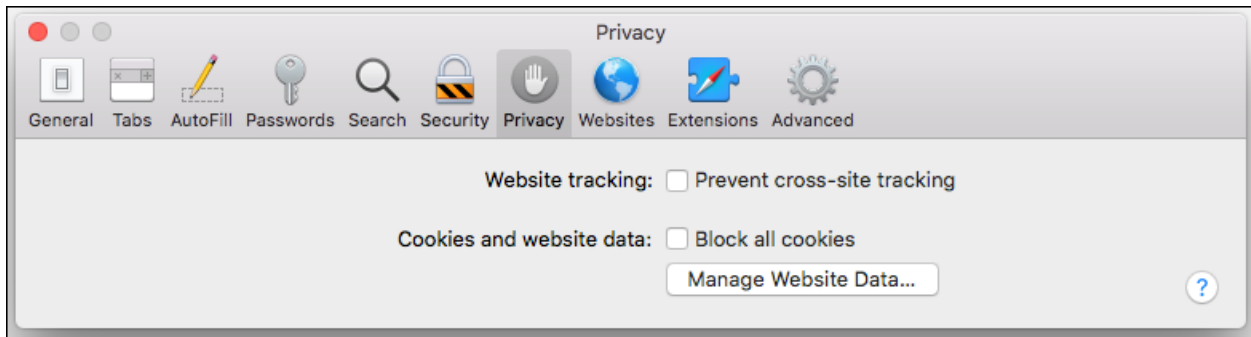 Privacy
General Tabs AutoFill Passwords Search Security Privacy Websites Extensions Advanced
Website tracking: Prevent cross-site tracking
Cookies and website data: Block all cookies
Manage Website Data...
?